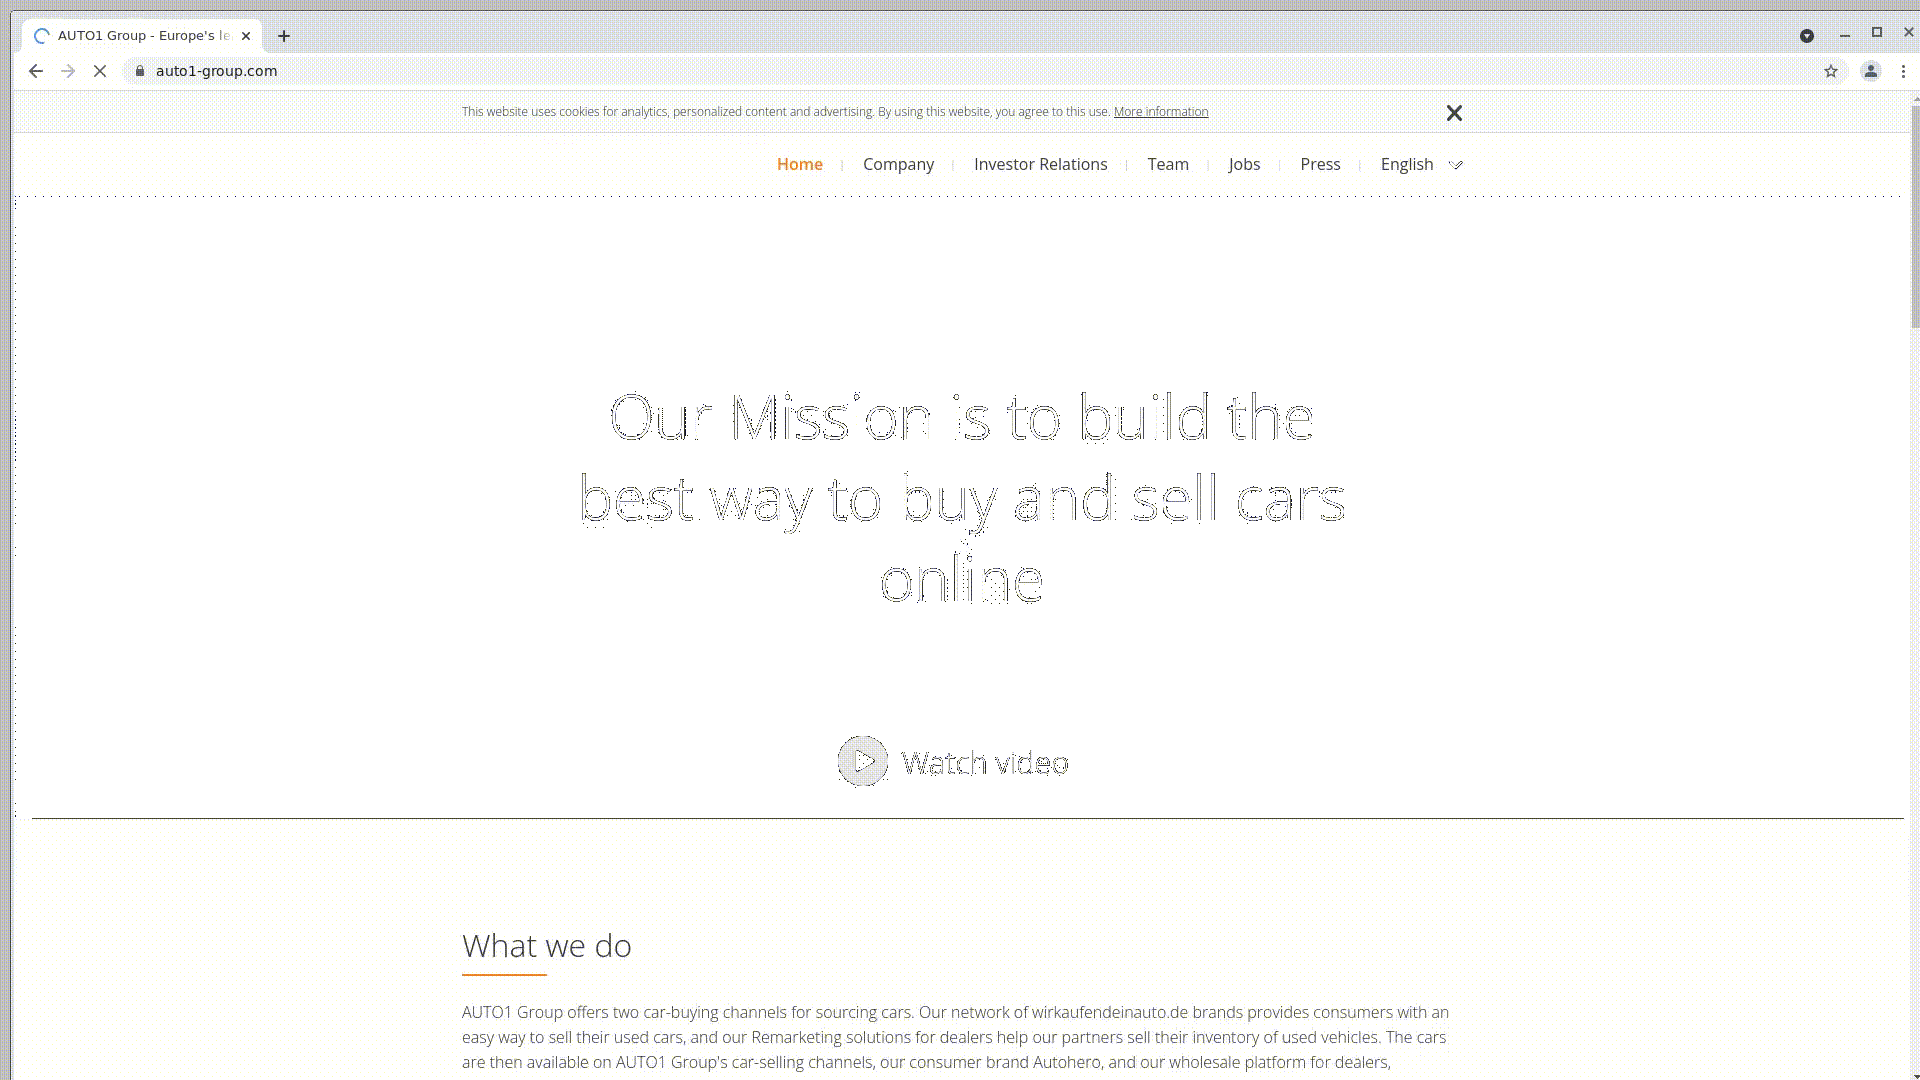 AUTO1 Group - Europe's le
auto1-group.com
This website uses cookies for analytics, personalized content and advertising. By using this website, you agree to this use. More information
Home
Company
Investor Relations
Team
Jobs
Press
English
Our Mission is to build the
best way to buy and sell cars
online
Watch video
What we do
AUTO1 Group offers two car-buying channels for sourcing cars. Our network of wirkaufendeinauto.de brands provides consumers with an
easy way to sell their used cars, and our Remarketing solutions for dealers help our partners sell their inventory of used vehicles. The cars
are then available on AUTO1 Group's car-selling channels, our consumer brand Autohero, and our wholesale platform for dealers,